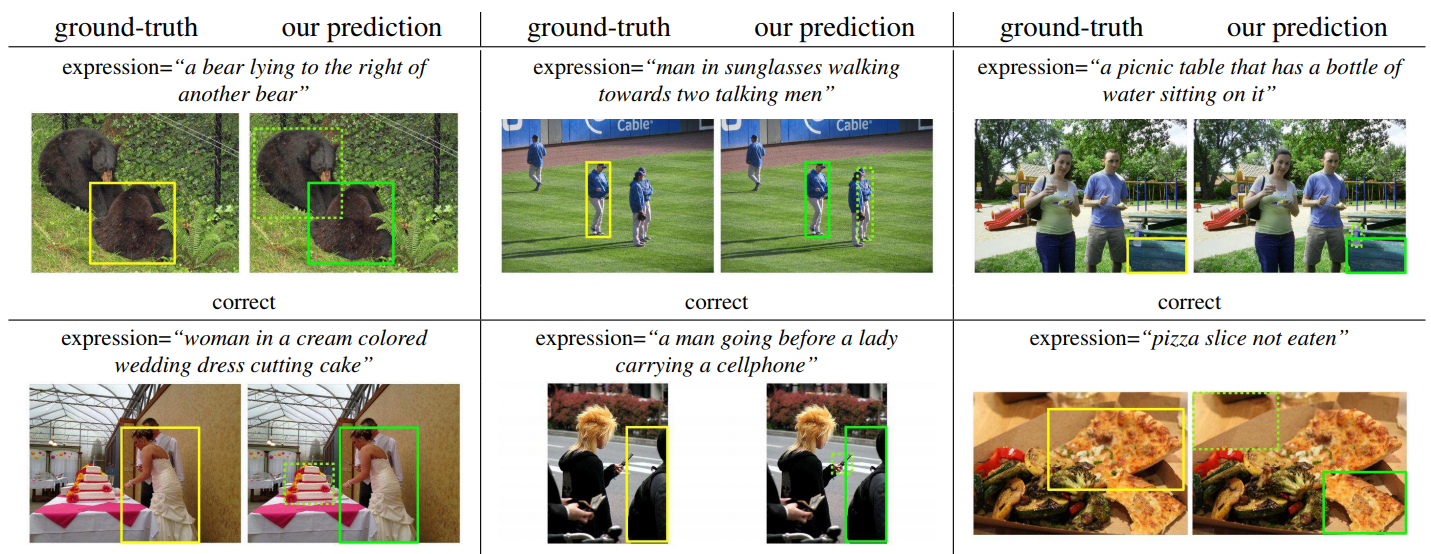 ground-truth our prediction ground-truth our prediction ground-truth our prediction
expression=“a bear lying to the right of
another bear”
expression=“man in sunglasses walking
towards two talking men”
expression=“a picnic table that has a bottle of
water sitting on it”
Cable
Cable
correct correct correct
expression=“woman in a cream colored
wedding dress cutting cake”
expression=“a man going before a lady
carrying a cellphone”
expression=“pizza slice not eaten”